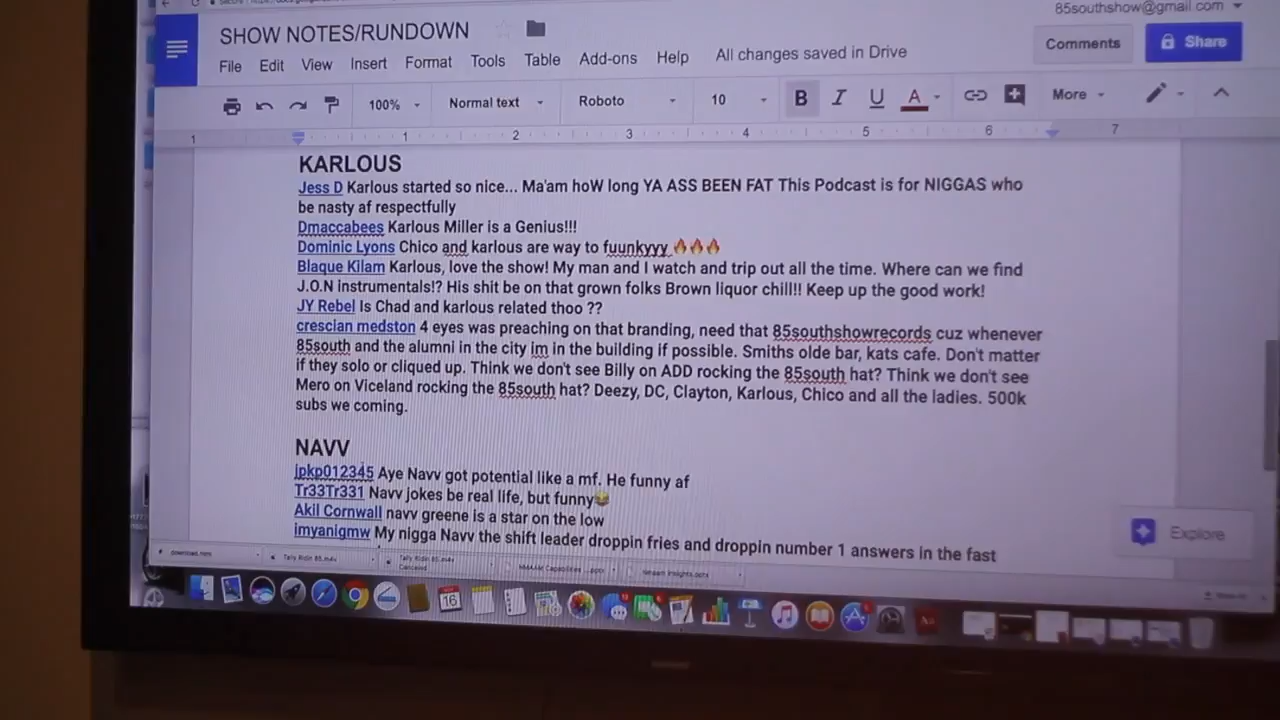 85southshow@gmail.com
SHOW NOTES/RUNDOWN
File Edit View Insert Format Tools Table Add-ons Help All changes saved in Drive
Comments
Share
100% Normal text Roboto 10 B I U A More
1 1 2 3 4 5 6 7
KARLOUS
Jess D Karlous started so nice... Ma'am hoW long YA ASS BEEN FAT This Podcast is for NIGGAS who
be nasty af respectfully
Dmaccabees Karlous Miller is a Genius!!!
Dominic Lyons Chico and karlous are way to fuunkyyy 🔥🔥🔥
Blaque Kilam Karlous, love the show! My man and I watch and trip out all the time. Where can we find
J.O.N instrumentals!? His shit be on that grown folks Brown liquor chill!! Keep up the good work!
JY Rebel Is Chad and karlous related thoo ??
crescian medston 4 eyes was preaching on that branding, need that 85southshowrecords cuz whenever
85south and the alumni in the city im in the building if possible. Smiths olde bar, kats cafe. Don't matter
if they solo or cliqued up. Think we don't see Billy on ADD rocking the 85south hat? Think we don't see
Mero on Viceland rocking the 85south hat? Deezy, DC, Clayton, Karlous, Chico and all the ladies. 500k
subs we coming.
NAVV
jpkp012345 Aye Navv got potential like a mf. He funny af
Tr33Tr331 Navv jokes be real life, but funny😂
Akil Cornwall navv greene is a star on the low
imyanigmw My nigga Navv the shift leader droppin fries and droppin number 1 answers in the fast
Explore
16